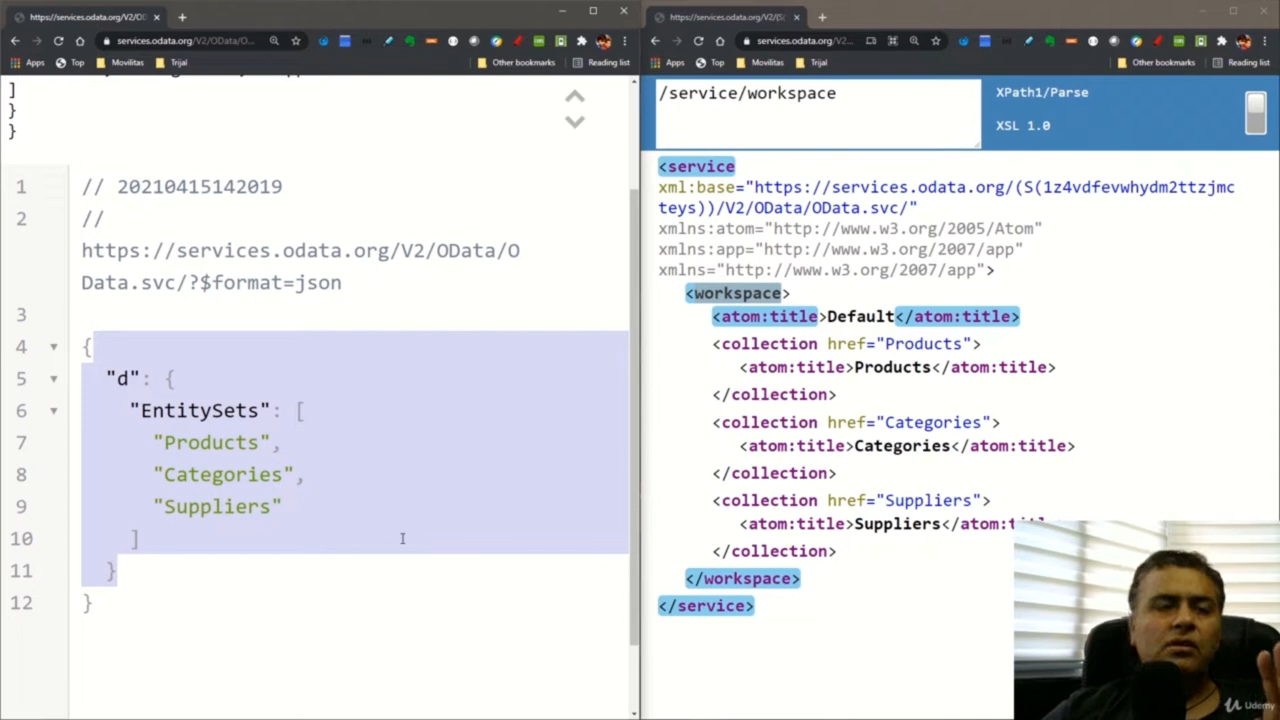 https://services.odata.org/V2/OD
services.odata.org/V2/OData/O...
Apps
Top
Movilitas
Trijal
Other bookmarks
Reading list
]
}
}
1 // 20210415142019
2 //
https://services.odata.org/V2/OData/O
Data.svc/?$format=json
3
4 {
5 "d": {
6 "EntitySets": [
7 "Products",
8 "Categories",
9 "Suppliers"
10 ]
11 }
12 }
https://services.odata.org/V2/(S(
services.odata.org/V2...
Apps
Top
Movilitas
Trijal
Other bookmarks
Reading list
/service/workspace
XPath1/Parse
XSL 1.0
<service
xml:base="https://services.odata.org/(S(1z4vdfevwhydm2ttzjmc
teys))/V2/OData/OData.svc/"
xmlns:atom="http://www.w3.org/2005/Atom"
xmlns:app="http://www.w3.org/2007/app"
xmlns="http://www.w3.org/2007/app">
<workspace>
<atom:title>Default</atom:title>
<collection href="Products">
<atom:title>Products</atom:title>
</collection>
<collection href="Categories">
<atom:title>Categories</atom:title>
</collection>
<collection href="Suppliers">
<atom:title>Suppliers</atom:t
</collection>
</workspace>
</service>
Udemy